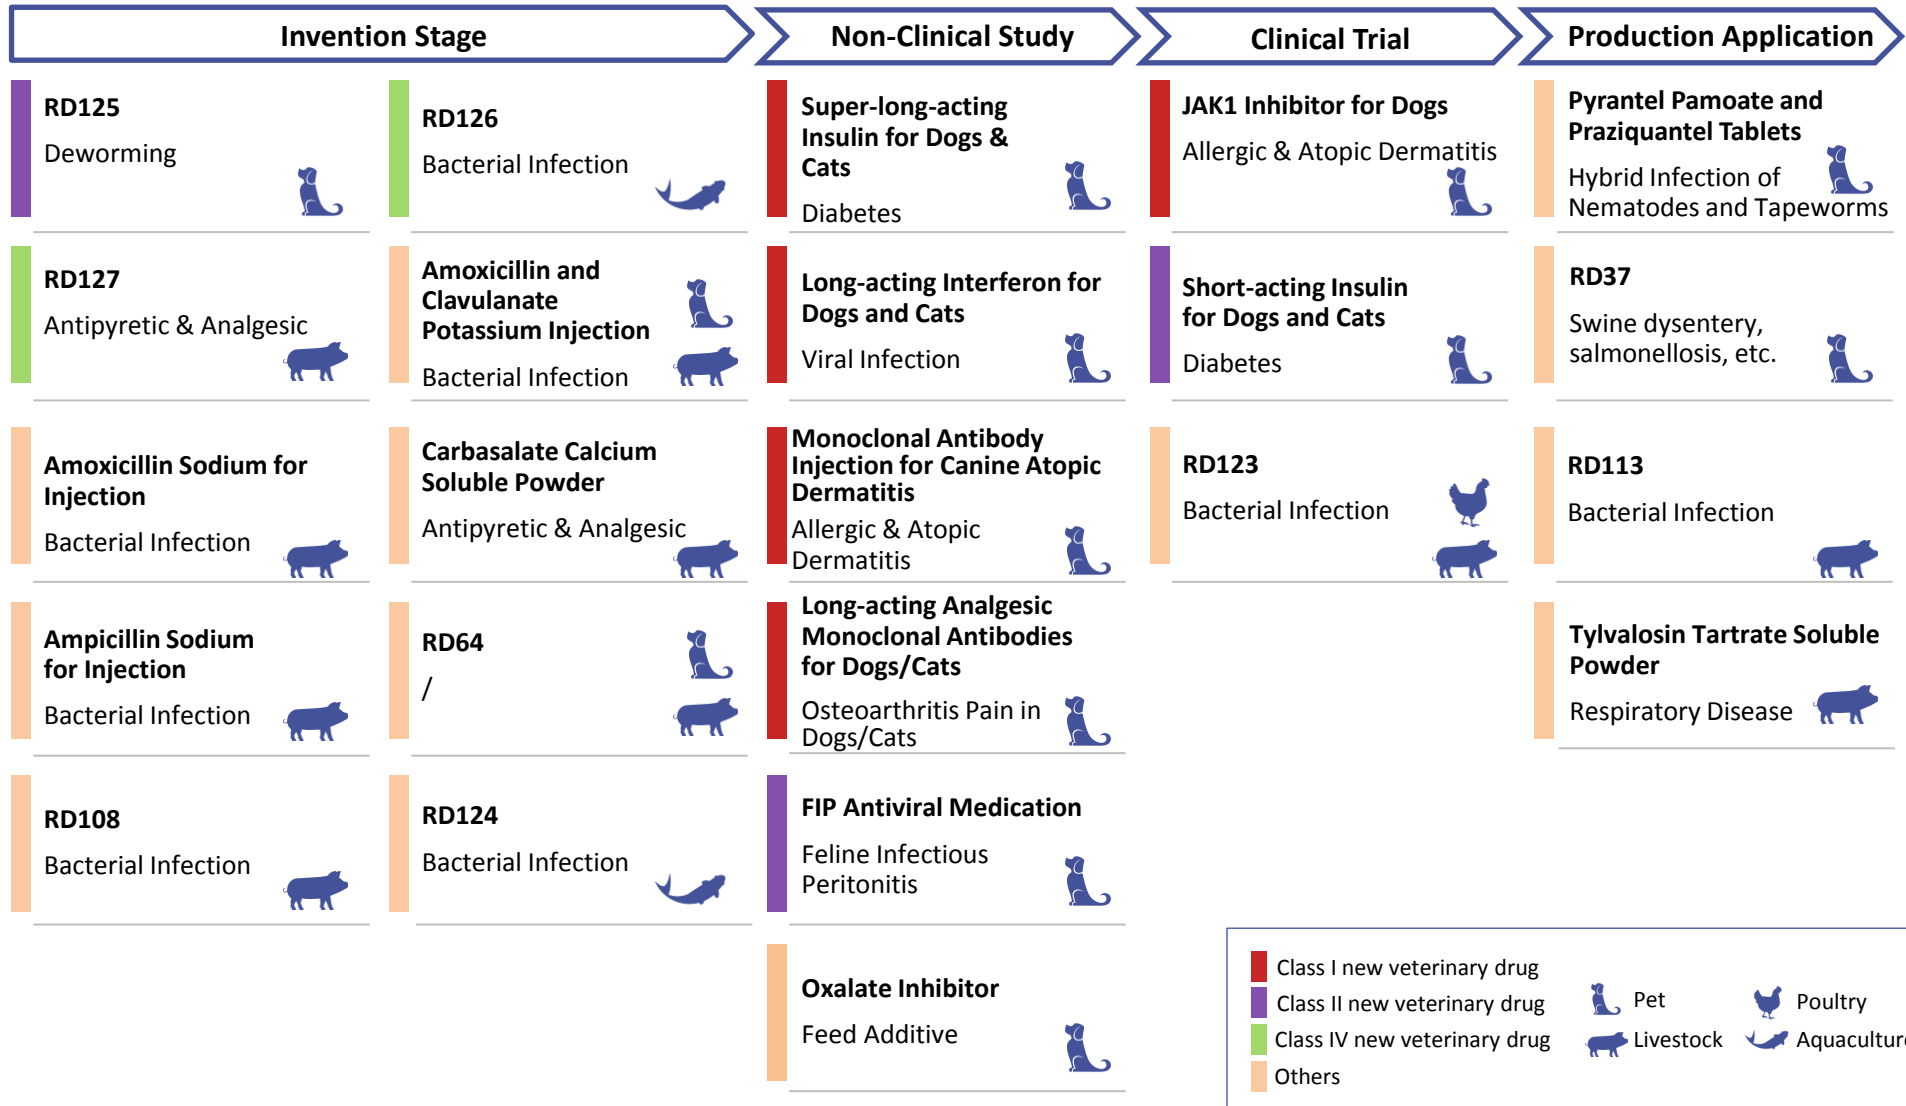 Invention Stage
Non-Clinical Study
Clinical Trial
Production Application
RD125
Deworming
RD126
Bacterial Infection
Super-long-acting
Insulin for Dogs &
Cats
Diabetes
JAK1 Inhibitor for Dogs
Allergic & Atopic Dermatitis
Pyrantel Pamoate and
Praziquantel Tablets
Hybrid Infection of
Nematodes and Tapeworms
RD127
Antipyretic & Analgesic
Amoxicillin and
Clavulanate
Potassium Injection
Bacterial Infection
Long-acting Interferon for
Dogs and Cats
Viral Infection
Short-acting Insulin
for Dogs and Cats
Diabetes
RD37
Swine dysentery,
salmonellosis, etc.
Amoxicillin Sodium for
Injection
Bacterial Infection
Carbasalate Calcium
Soluble Powder
Antipyretic & Analgesic
Monoclonal Antibody
Injection for Canine Atopic
Dermatitis
Allergic & Atopic
Dermatitis
RD123
Bacterial Infection
RD113
Bacterial Infection
Ampicillin Sodium
for Injection
Bacterial Infection
RD64
/
Long-acting Analgesic
Monoclonal Antibodies
for Dogs/Cats
Osteoarthritis Pain in
Dogs/Cats
Tylvalosin Tartrate Soluble
Powder
Respiratory Disease
RD108
Bacterial Infection
RD124
Bacterial Infection
FIP Antiviral Medication
Feline Infectious
Peritonitis
Oxalate Inhibitor
Feed Additive
Class I new veterinary drug
Class II new veterinary drug
Class IV new veterinary drug
Others
Pet
Poultry
Livestock
Aquaculture